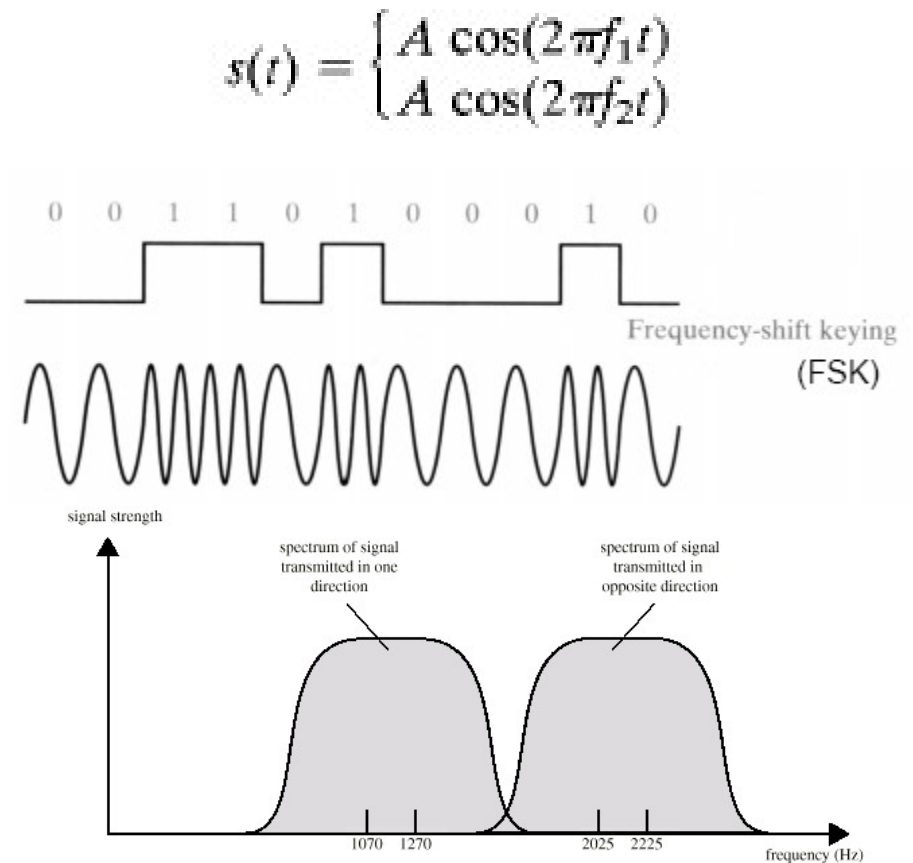 s(t) = { A cos(2πf₁t)
A cos(2πf₂t)
0 0 1 1 0 1 0 0 0 1 0
Frequency-shift keying
(FSK)
signal strength
spectrum of signal
transmitted in one
direction
spectrum of signal
transmitted in
opposite direction
1070 1270 2025 2225
frequency (Hz)